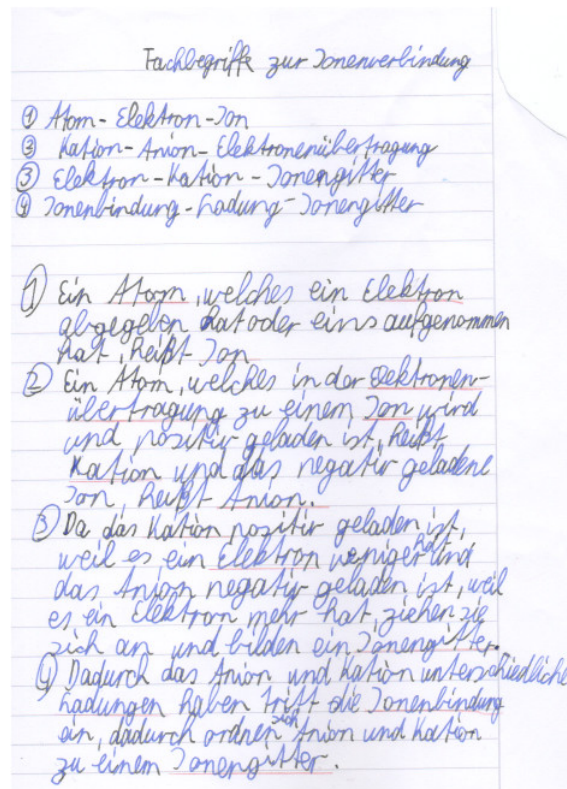 Fachbegriffe zur Ionenverbindung
① Atom - Elektron - Ion
② Kation - Anion - Elektronenübertragung
③ Elektron - Kation - Ionengitter
④ Ionenbindung - Ladung - Ionengitter
① Ein Atom, welches ein Elektron
abgegeben hat oder eins aufgenommen
hat, heißt Ion
② Ein Atom, welches in der Elektronen-
übertragung zu einem Ion wird
und positiv geladen ist, heißt
Kation und das negativ geladene
Ion, heißt Anion.
③ Da das Kation positiv geladen ist,
weil es ein Elektron weniger hat und
das Anion negativ geladen ist, weil
es ein Elektron mehr hat, ziehen sie
sich an und bilden ein Ionengitter.
④ Dadurch das Anion und Kation unterschiedliche
Ladungen haben tritt die Ionenbindung
ein, dadurch ordnen sich Anion und Kation
zu einem Ionengitter.